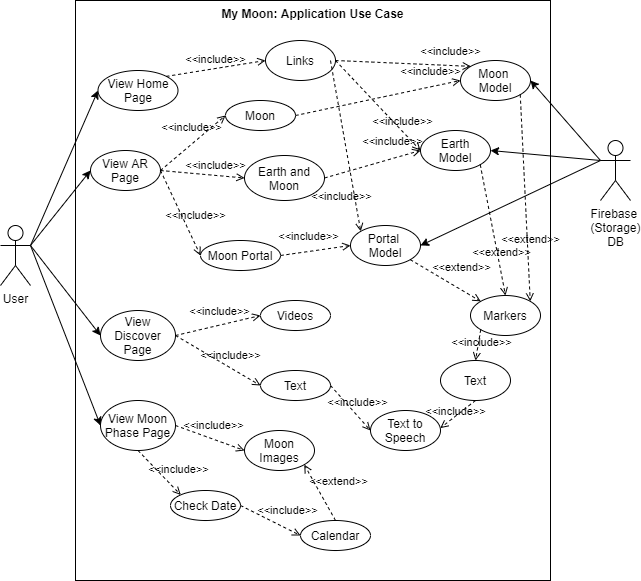 My Moon: Application Use Case
<<include>>
Links
<<include>>
<<include>>
Moon
Model
View Home
Page
Moon
<<include>>
<<include>>
Earth
Model
View AR
Page
<<include>>
Earth and
Moon
<<include>>
<<include>>
Firebase
(Storage)
DB
User
Moon Portal
<<include>>
Portal
Model
<<extend>>
<<extend>>
<<extend>>
View
Discover
Page
<<include>>
Videos
Markers
<<include>>
<<include>>
Text
Text
<<include>>
<<include>>
Text to
Speech
View Moon
Phase Page
<<include>>
Moon
Images
<<include>>
<<extend>>
Check Date
<<include>>
Calendar